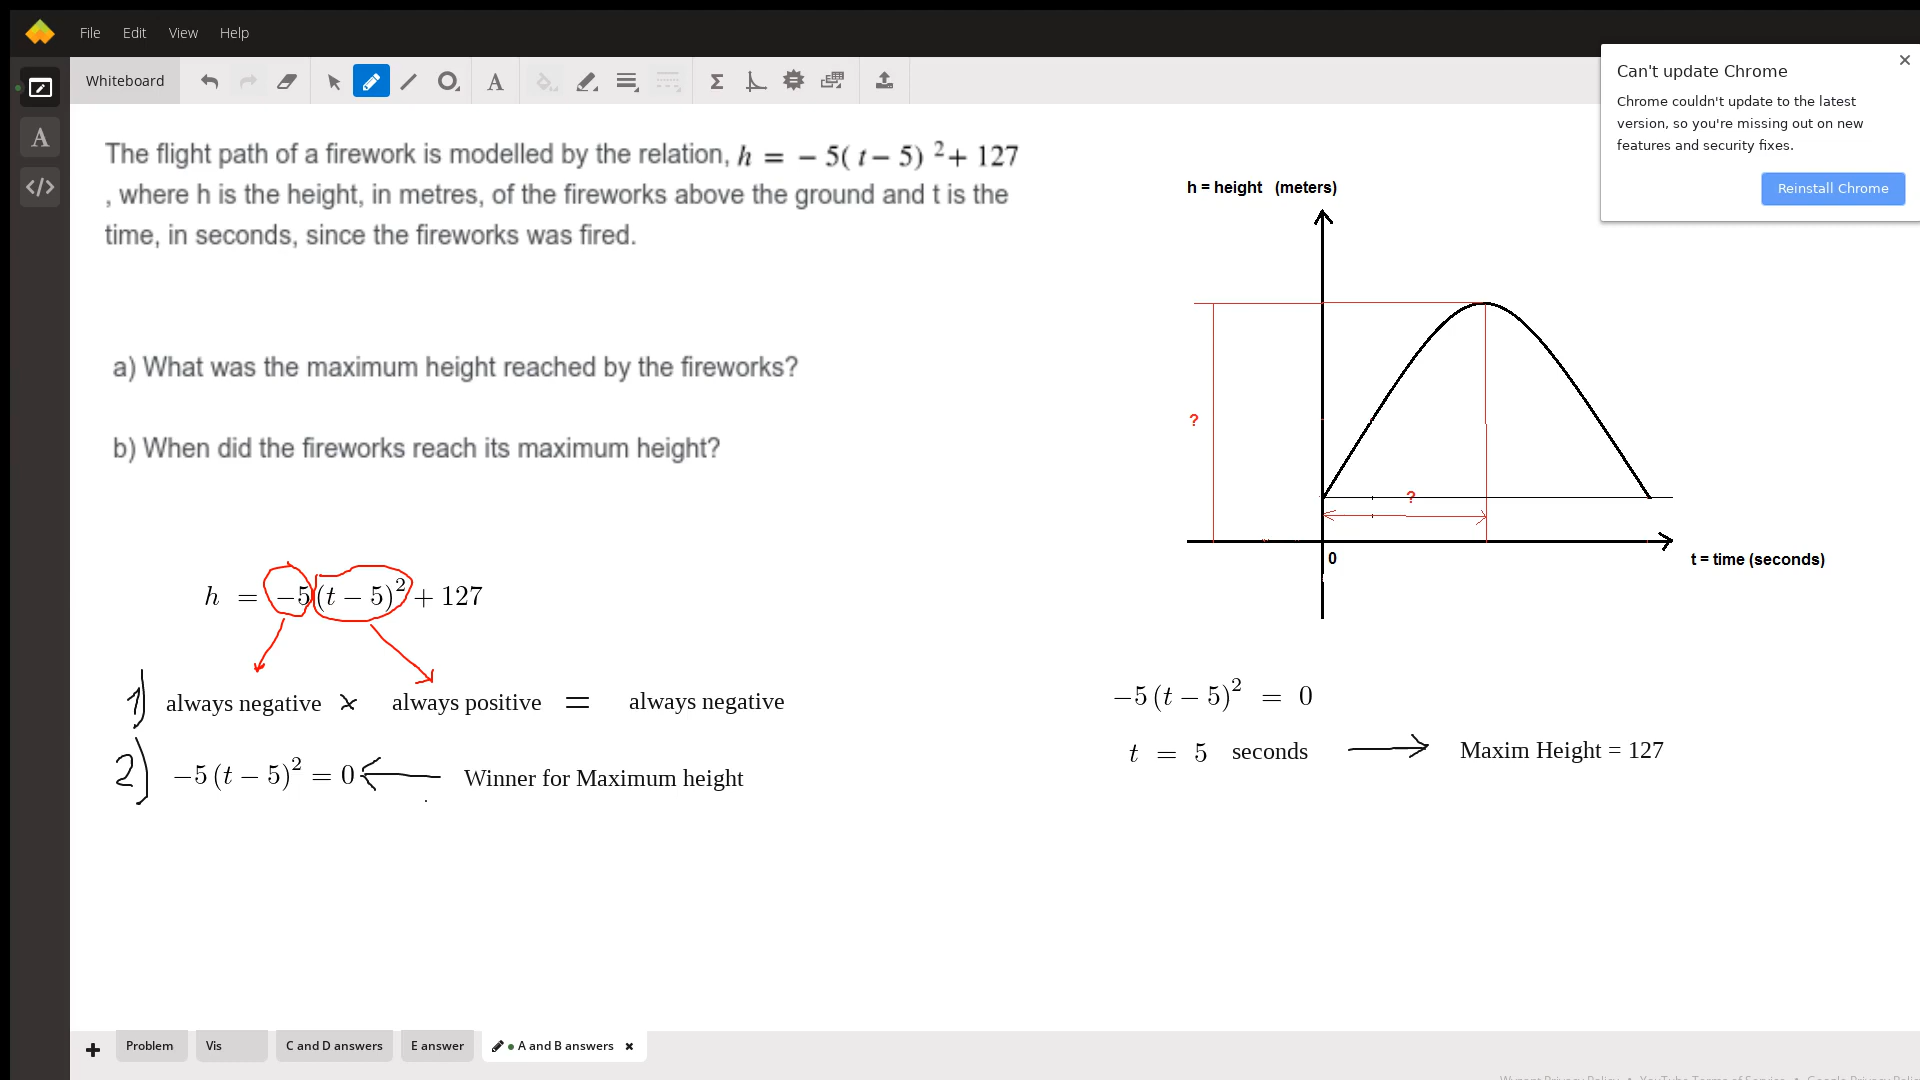 File Edit View Help
Whiteboard
Can't update Chrome
Chrome couldn't update to the latest
version, so you're missing out on new
features and security fixes.
Reinstall Chrome
The flight path of a firework is modelled by the relation, h = − 5( t − 5) ² + 127
, where h is the height, in metres, of the fireworks above the ground and t is the
time, in seconds, since the fireworks was fired.
a) What was the maximum height reached by the fireworks?
b) When did the fireworks reach its maximum height?
h = −5(t − 5)² + 127
1) always negative × always positive = always negative
2) −5(t − 5)² = 0 ← Winner for Maximum height
h = height (meters)
?
?
0
t = time (seconds)
−5(t − 5)² = 0
t = 5 seconds → Maxim Height = 127
Problem Vis C and D answers E answer A and B answers